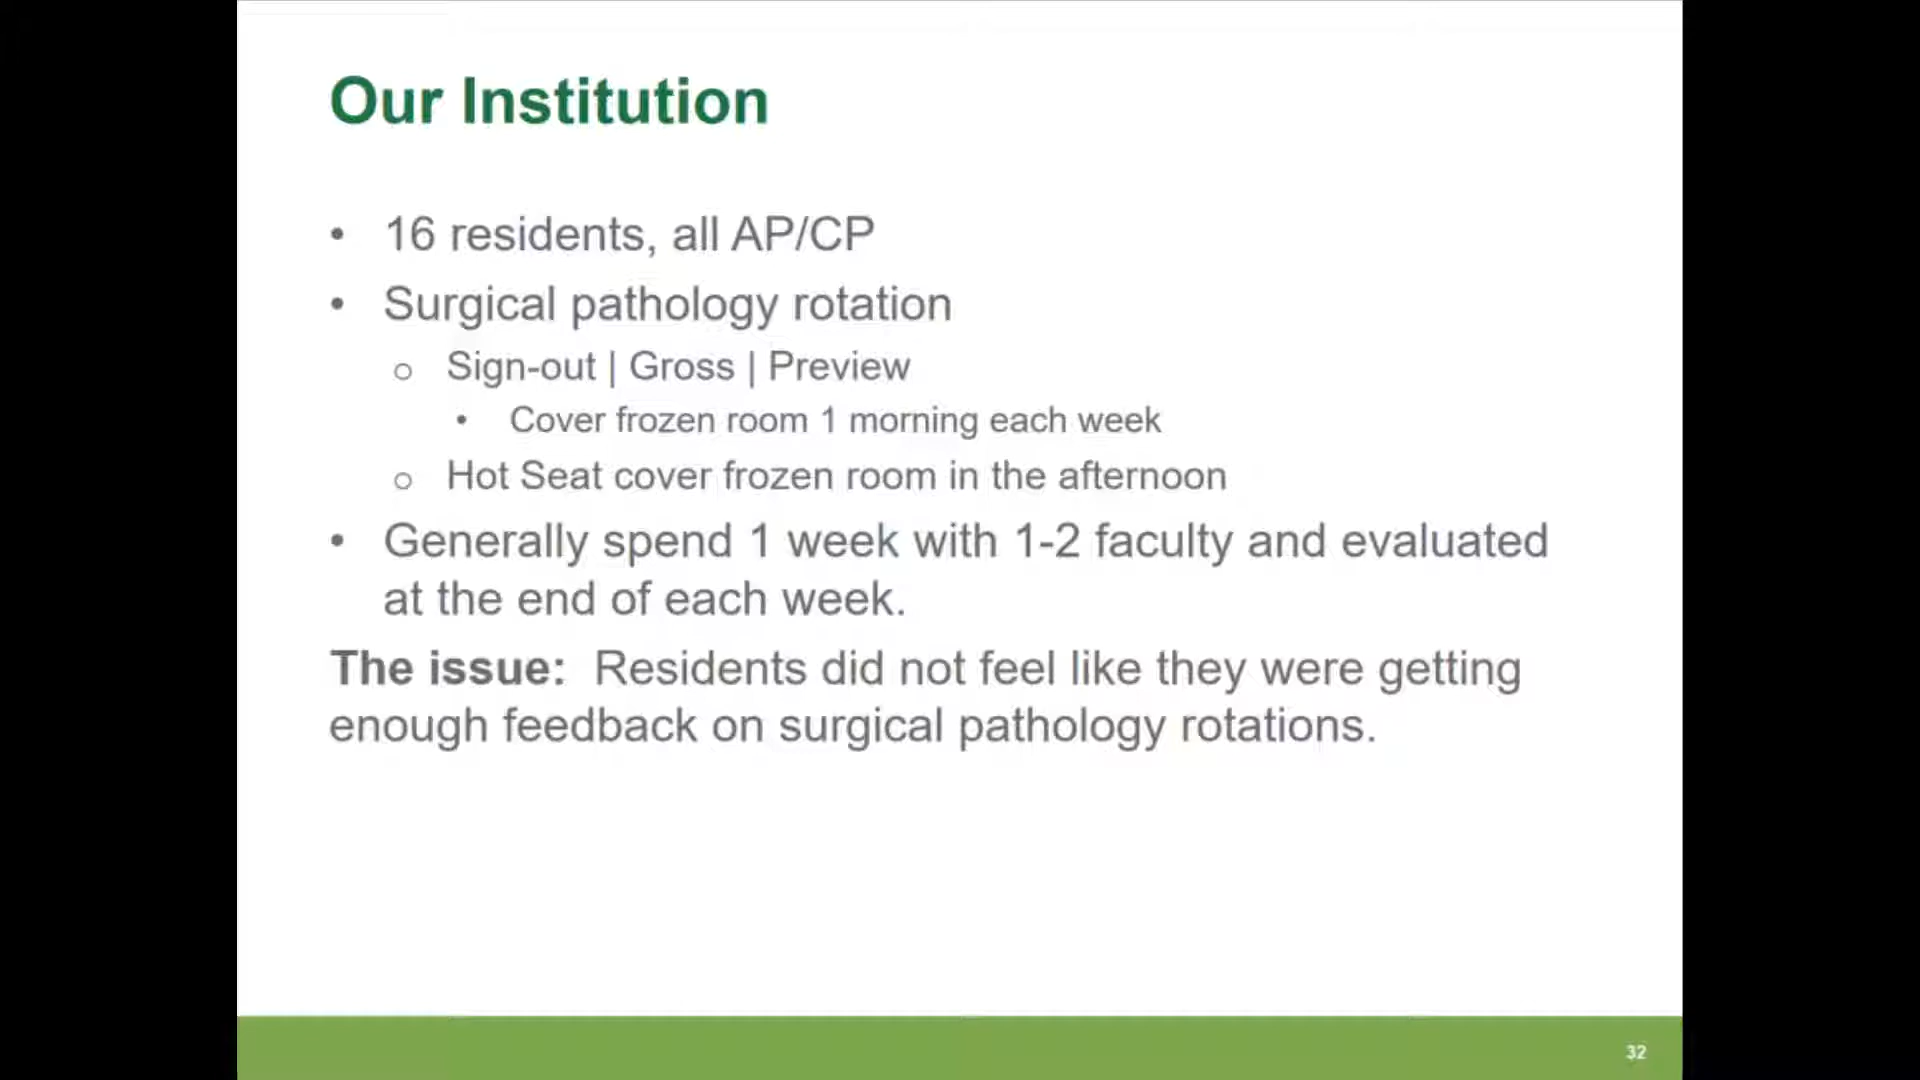 Our Institution
• 16 residents, all AP/CP
• Surgical pathology rotation
o Sign-out | Gross | Preview
• Cover frozen room 1 morning each week
o Hot Seat cover frozen room in the afternoon
• Generally spend 1 week with 1-2 faculty and evaluated
at the end of each week.
The issue: Residents did not feel like they were getting
enough feedback on surgical pathology rotations.
32